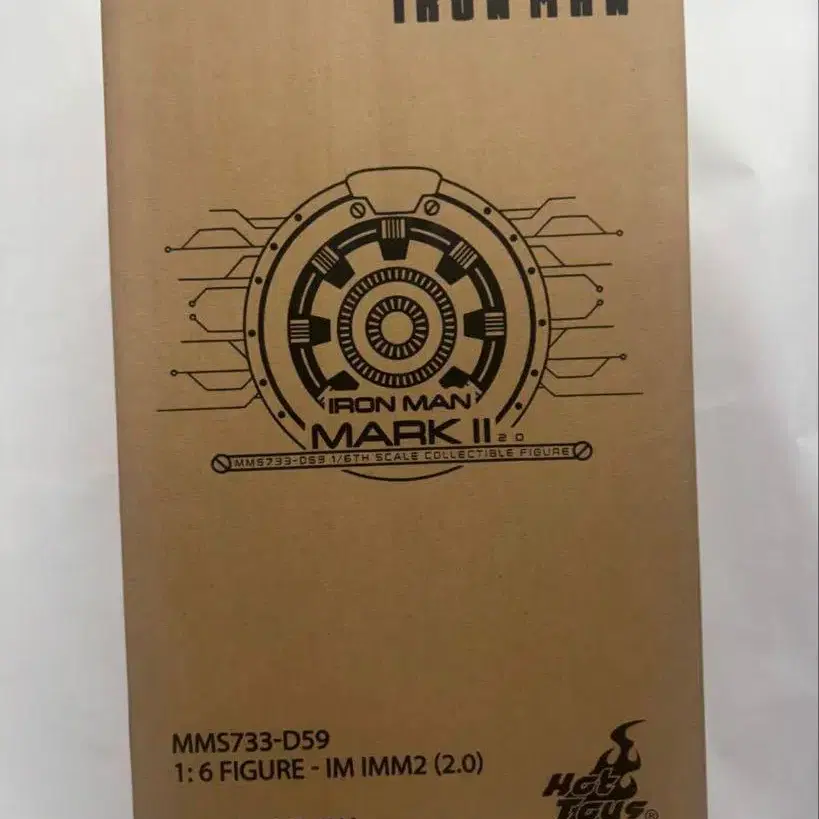 IRON MAN
IRON MAN
MARK II 2.0
MMS733-D59 1/6TH SCALE COLLECTIBLE FIGURE
MMS733-D59
1: 6 FIGURE - IM IMM2 (2.0)
Hot
Toys®